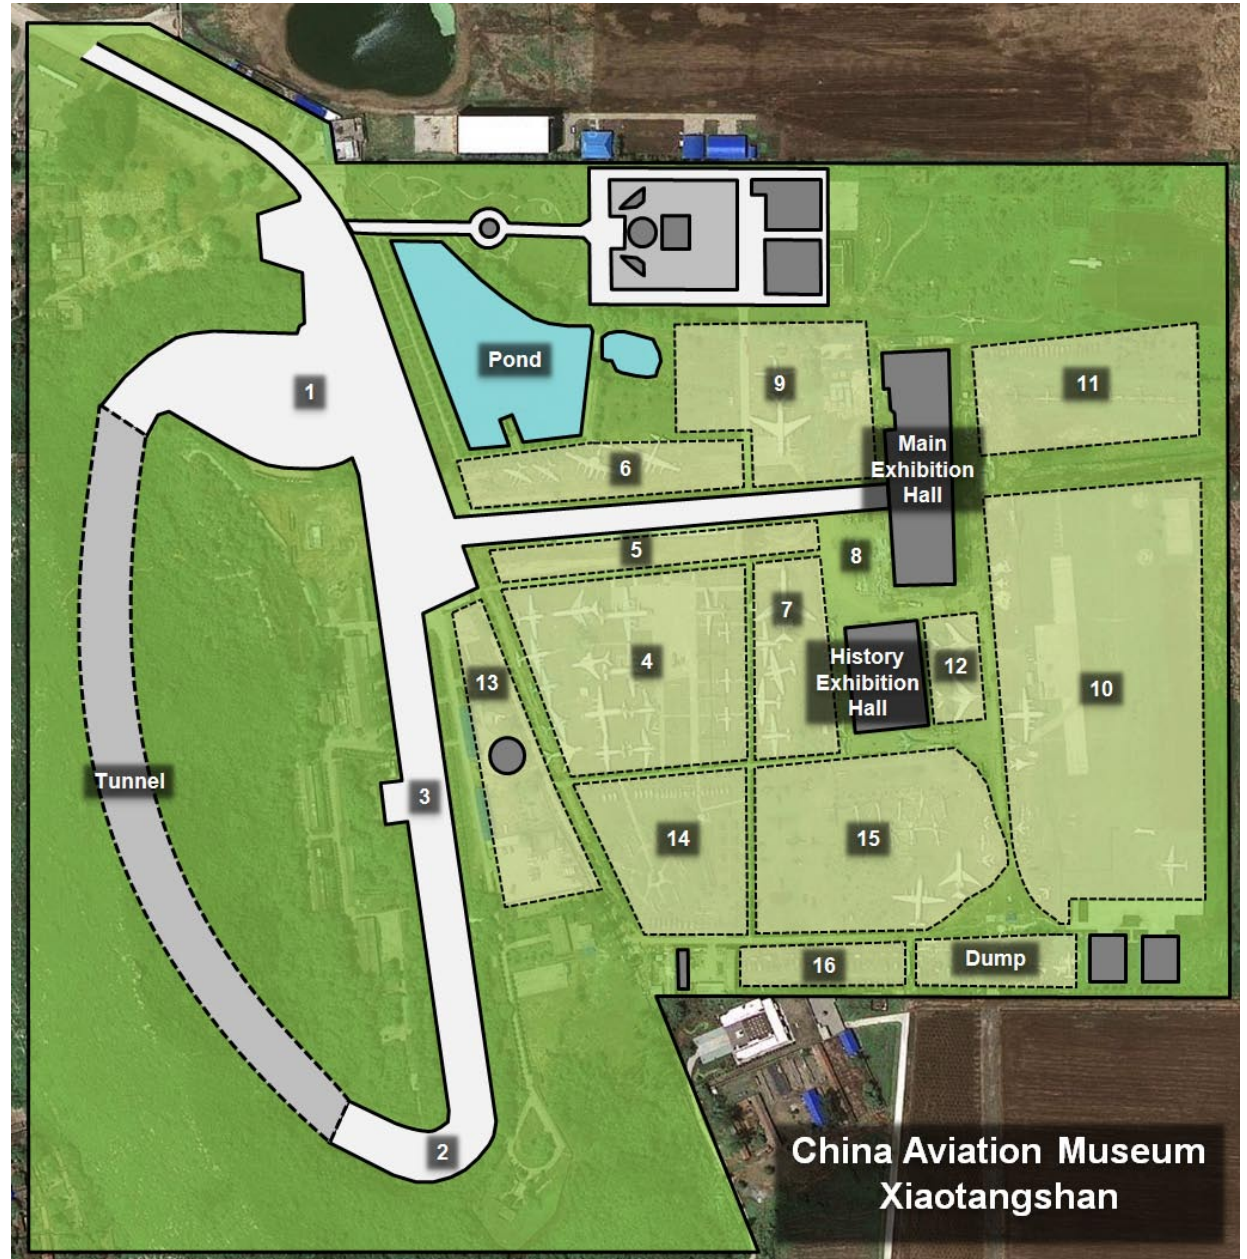 Pond
1
9
11
Main
Exhibition
Hall
6
5
8
7
4
History
Exhibition
Hall
12
13
10
Tunnel
3
14
15
16
Dump
2
China Aviation Museum
Xiaotangshan